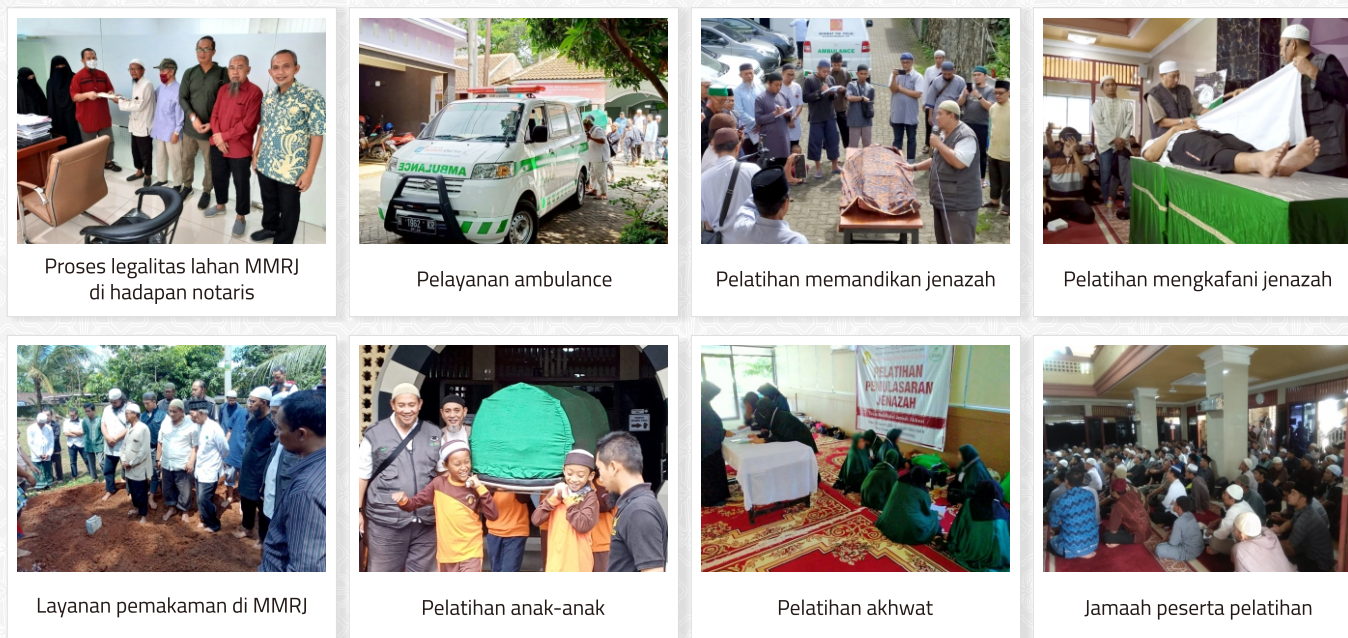 AMBULANCE
AMBULANCE
Proses legalitas lahan MMRJ
di hadapan notaris
Pelayanan ambulance
Pelatihan memandikan jenazah
Pelatihan mengkafani jenazah
PELATIHAN
PEMULASARAN
JENAZAH
Layanan pemakaman di MMRJ
Pelatihan anak-anak
Pelatihan akhwat
Jamaah peserta pelatihan